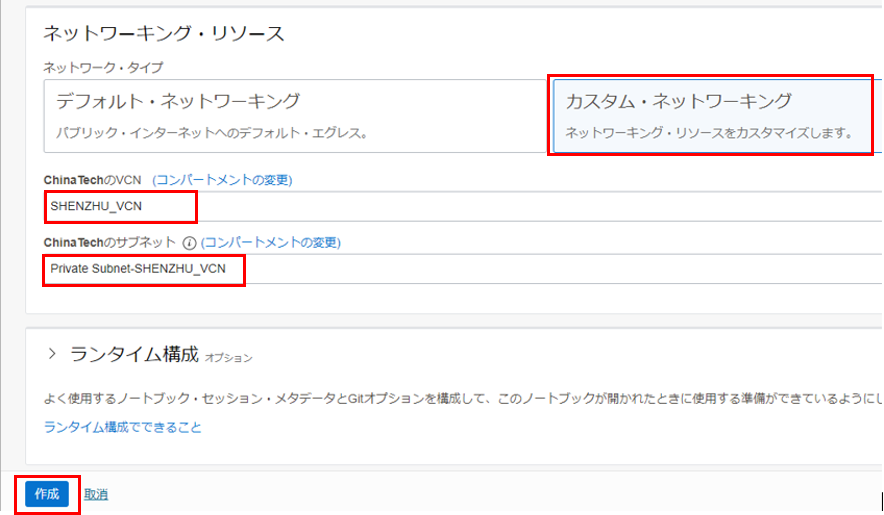 ネットワーキング・リソース
ネットワーク・タイプ
デフォルト・ネットワーキング
パブリック・インターネットへのデフォルト・エグレス。
カスタム・ネットワーキング
ネットワーキング・リソースをカスタマイズします。
ChinaTechのVCN (コンパートメントの変更)
SHENZHU_VCN
ChinaTechのサブネット (コンパートメントの変更)
Private Subnet-SHENZHU_VCN
ランタイム構成 オプション
よく使用するノートブック・セッション・メタデータとGitオプションを構成して、このノートブックが開かれたときに使用する準備ができているようにし
ランタイム構成でできること
作成 取消